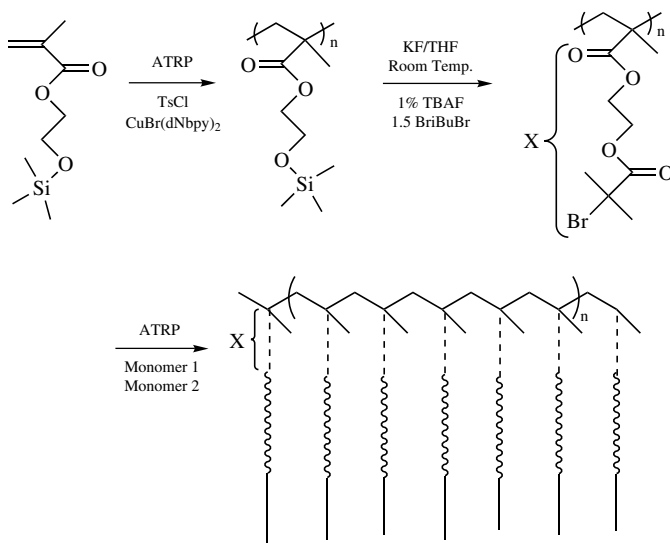 ATRP
TsCl
CuBr(dNbpy)₂
O
O
O
Si
n
O
O
O
Si
KF/THF
Room Temp.
1% TBAF
1.5 BriBuBr
n
X
O
O
O
O
Br
ATRP
Monomer 1
Monomer 2
X
n